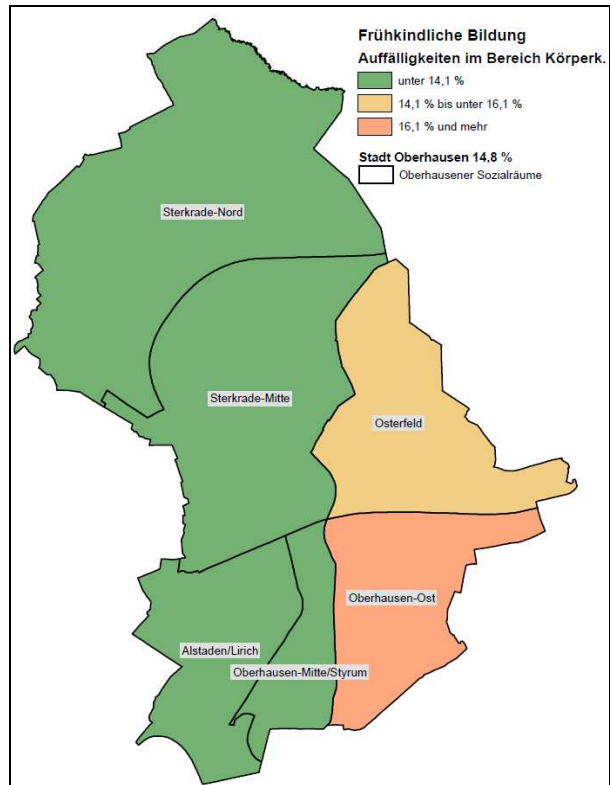 Frühkindliche Bildung
Auffälligkeiten im Bereich Körperk.
unter 14,1 %
14,1 % bis unter 16,1 %
16,1 % und mehr
Stadt Oberhausen 14,8 %
Oberhausener Sozialräume
Sterkrade-Nord
Sterkrade-Mitte
Osterfeld
Oberhausen-Ost
Alstaden/Lirich
Oberhausen-Mitte/Styrum